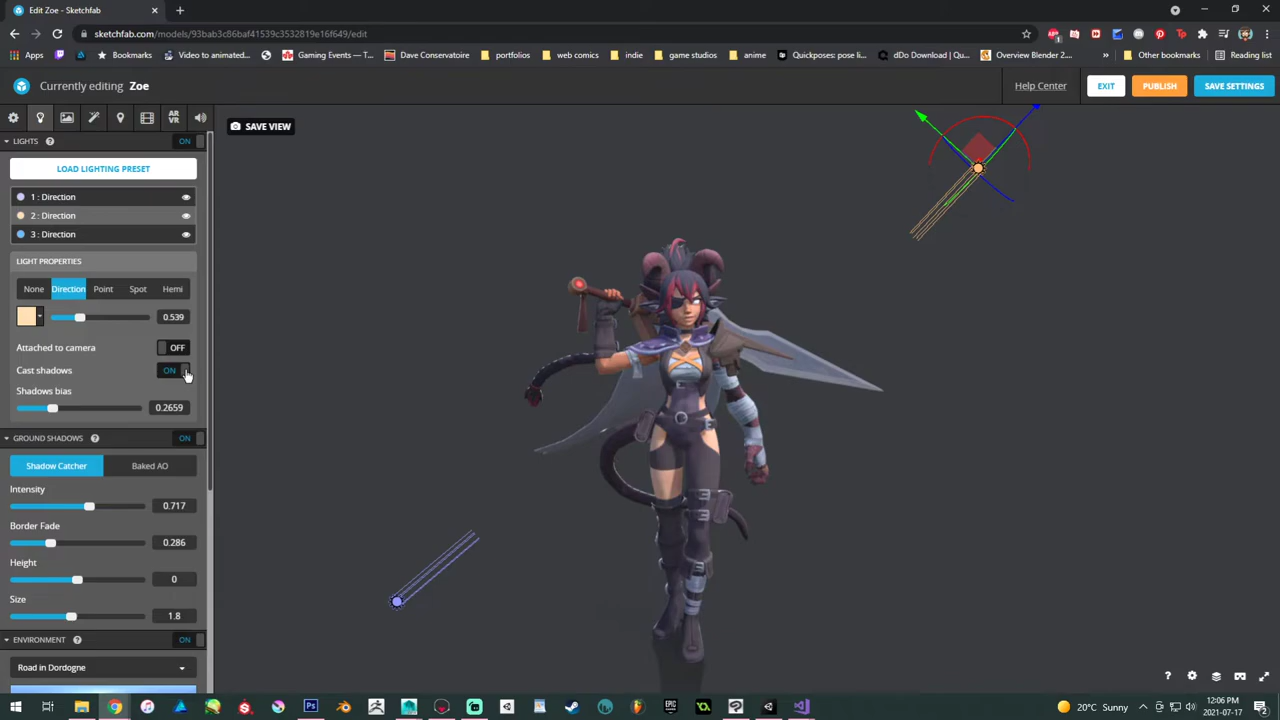 Edit Zoe - Sketchfab
sketchfab.com/models/93bab3c86baf41539c3532819e16f649/edit
Apps
Bookmarks
Video to animated...
Gaming Events — T...
Dave Conservatoire
portfolios
web comics
indie
game studios
anime
Quickposes: pose li...
dDo Download | Qu...
Overview Blender 2...
»
Other bookmarks
Reading list
Currently editing Zoe
Help Center
EXIT
PUBLISH
SAVE SETTINGS
AR
VR
SAVE VIEW
LIGHTS
ON
LOAD LIGHTING PRESET
1 : Direction
2 : Direction
3 : Direction
LIGHT PROPERTIES
None
Direction
Point
Spot
Hemi
0.539
Attached to camera
OFF
Cast shadows
ON
Shadows bias
0.2659
GROUND SHADOWS
ON
Shadow Catcher
Baked AO
Intensity
0.717
Border Fade
0.286
Height
0
Size
1.8
ENVIRONMENT
ON
Road in Dordogne
20°C Sunny
12:06 PM
2021-07-17